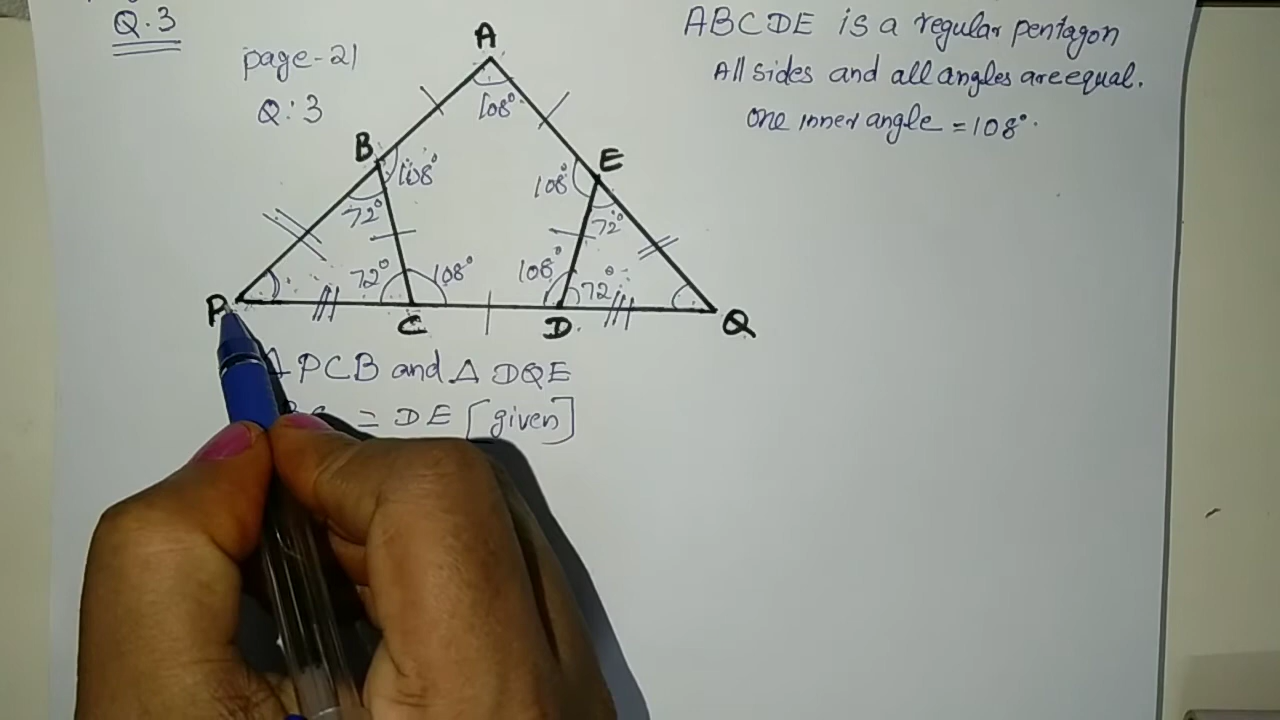 Q.3
page-21
Q:3
ABCDE is a regular pentagon
All sides and all angles are equal.
one inner angle = 108°.
A
108°
B
108°
E
108°
72°
72°
72°
108°
108°
72°
P
C
D
Q
PCB and △ DQE
= DE [given]